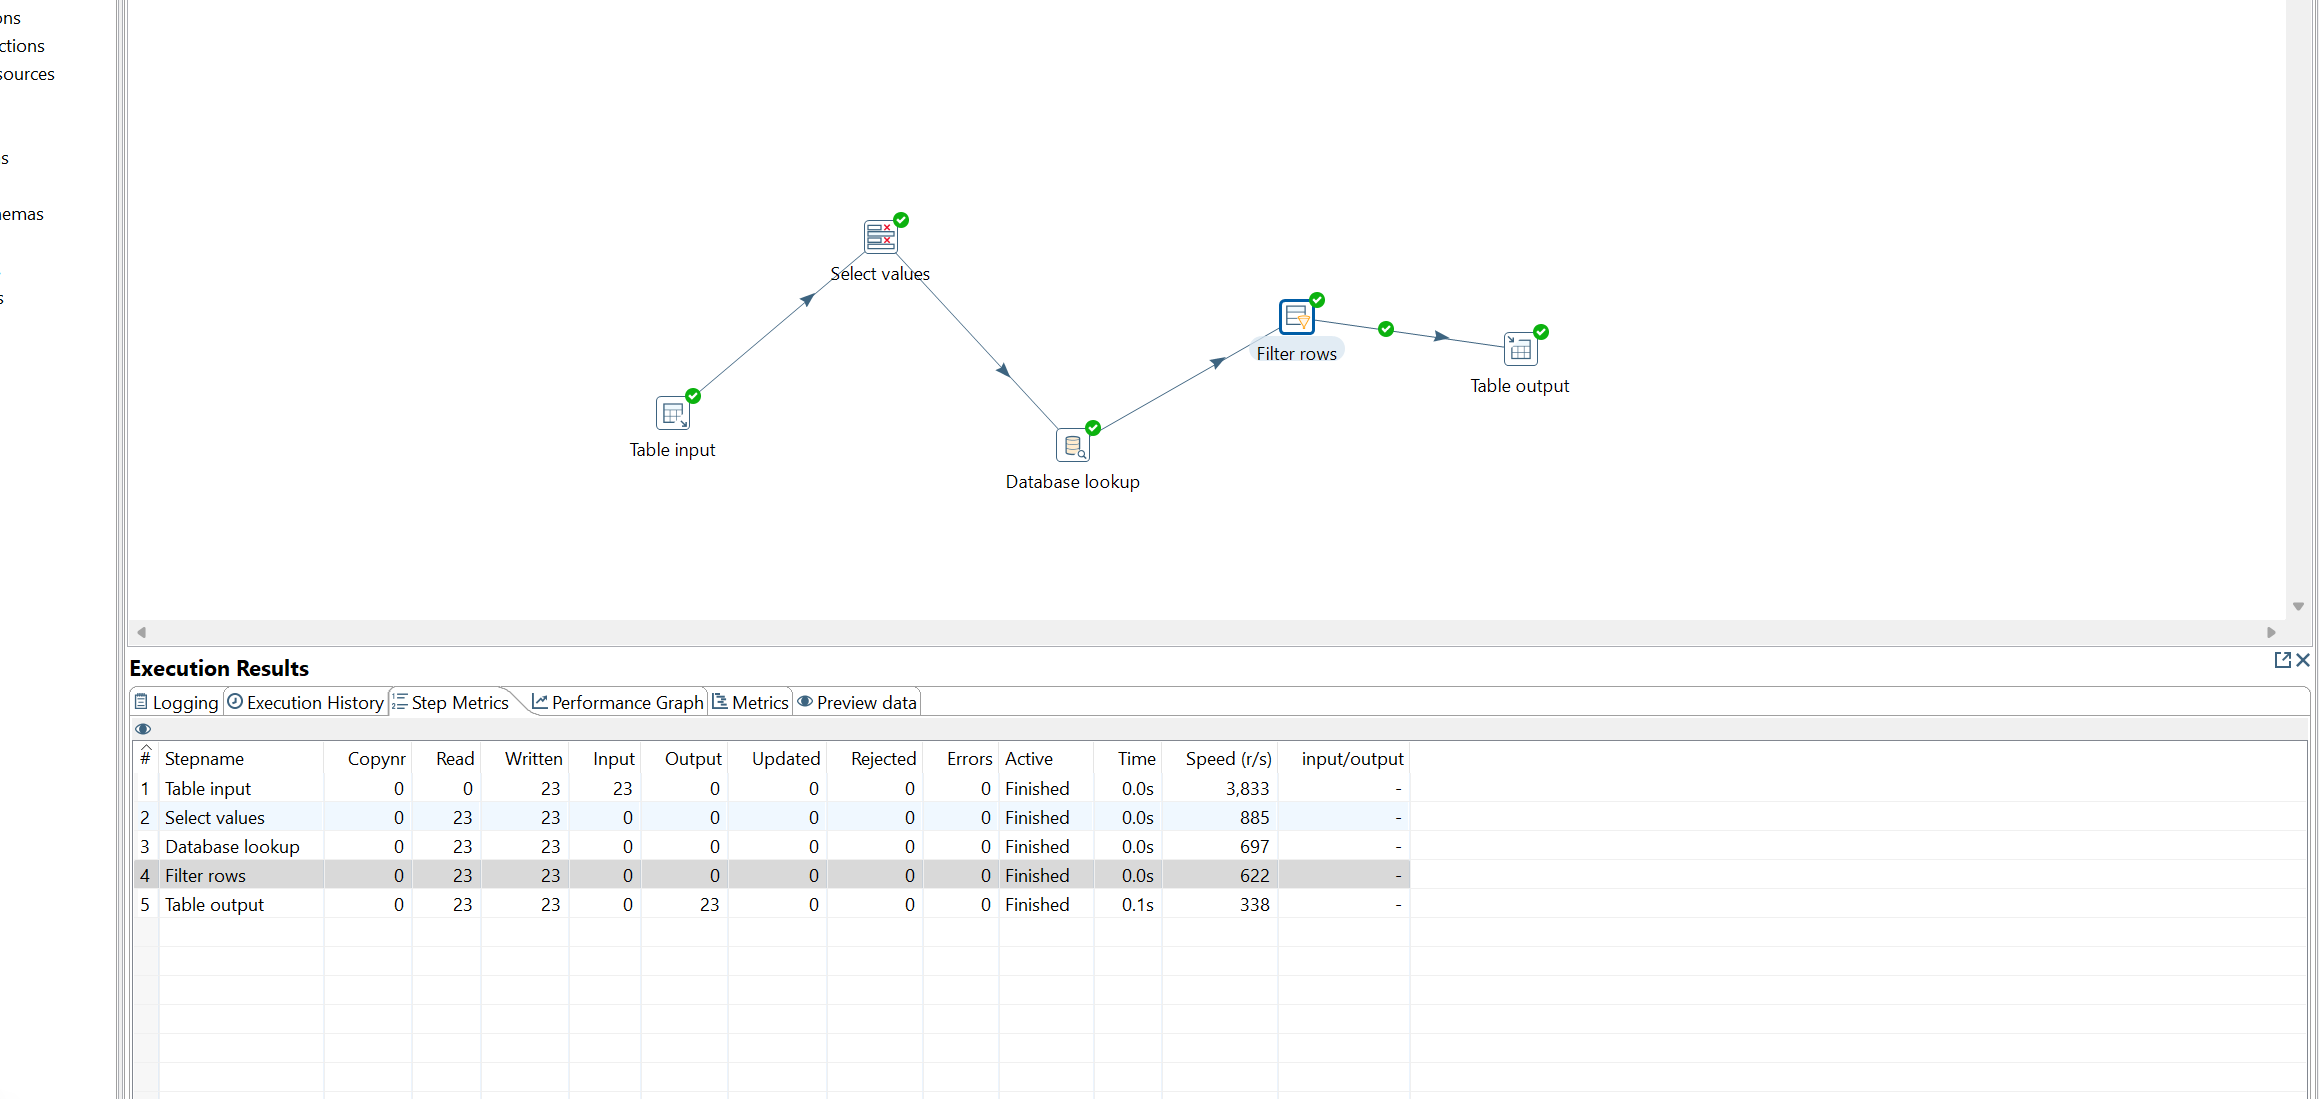 ons
ctions
sources
s
emas
s
Select values
Filter rows
Table output
Table input
Database lookup
Execution Results
Logging Execution History Step Metrics Performance Graph Metrics Preview data
# Stepname Copynr Read Written Input Output Updated Rejected Errors Active Time Speed (r/s) input/output
1 Table input 0 0 23 23 0 0 0 0 Finished 0.0s 3,833 -
2 Select values 0 23 23 0 0 0 0 0 Finished 0.0s 885 -
3 Database lookup 0 23 23 0 0 0 0 0 Finished 0.0s 697 -
4 Filter rows 0 23 23 0 0 0 0 0 Finished 0.0s 622 -
5 Table output 0 23 23 0 23 0 0 0 Finished 0.1s 338 -